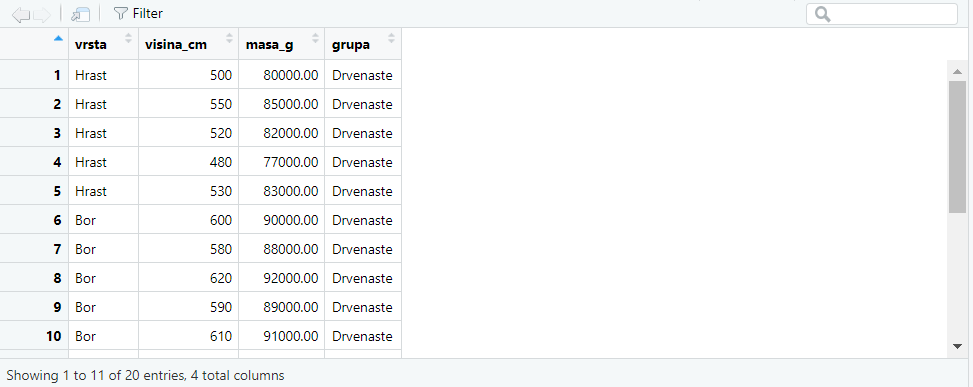 Filter
vrsta visina_cm masa_g grupa
1 Hrast 500 80000.00 Drvenaste
2 Hrast 550 85000.00 Drvenaste
3 Hrast 520 82000.00 Drvenaste
4 Hrast 480 77000.00 Drvenaste
5 Hrast 530 83000.00 Drvenaste
6 Bor 600 90000.00 Drvenaste
7 Bor 580 88000.00 Drvenaste
8 Bor 620 92000.00 Drvenaste
9 Bor 590 89000.00 Drvenaste
10 Bor 610 91000.00 Drvenaste
Showing 1 to 11 of 20 entries, 4 total columns